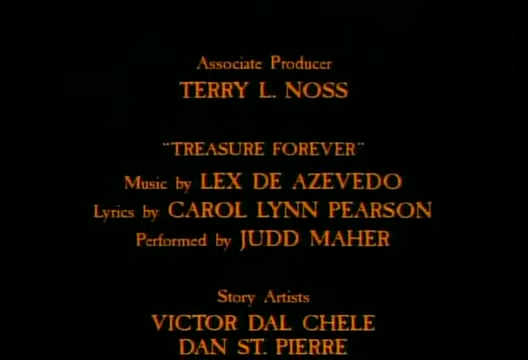 Associate Producer
TERRY L. NOSS
"TREASURE FOREVER"
Music by LEX DE AZEVEDO
Lyrics by CAROL LYNN PEARSON
Performed by JUDD MAHER
Story Artists
VICTOR DAL CHELE
DAN ST. PIERRE